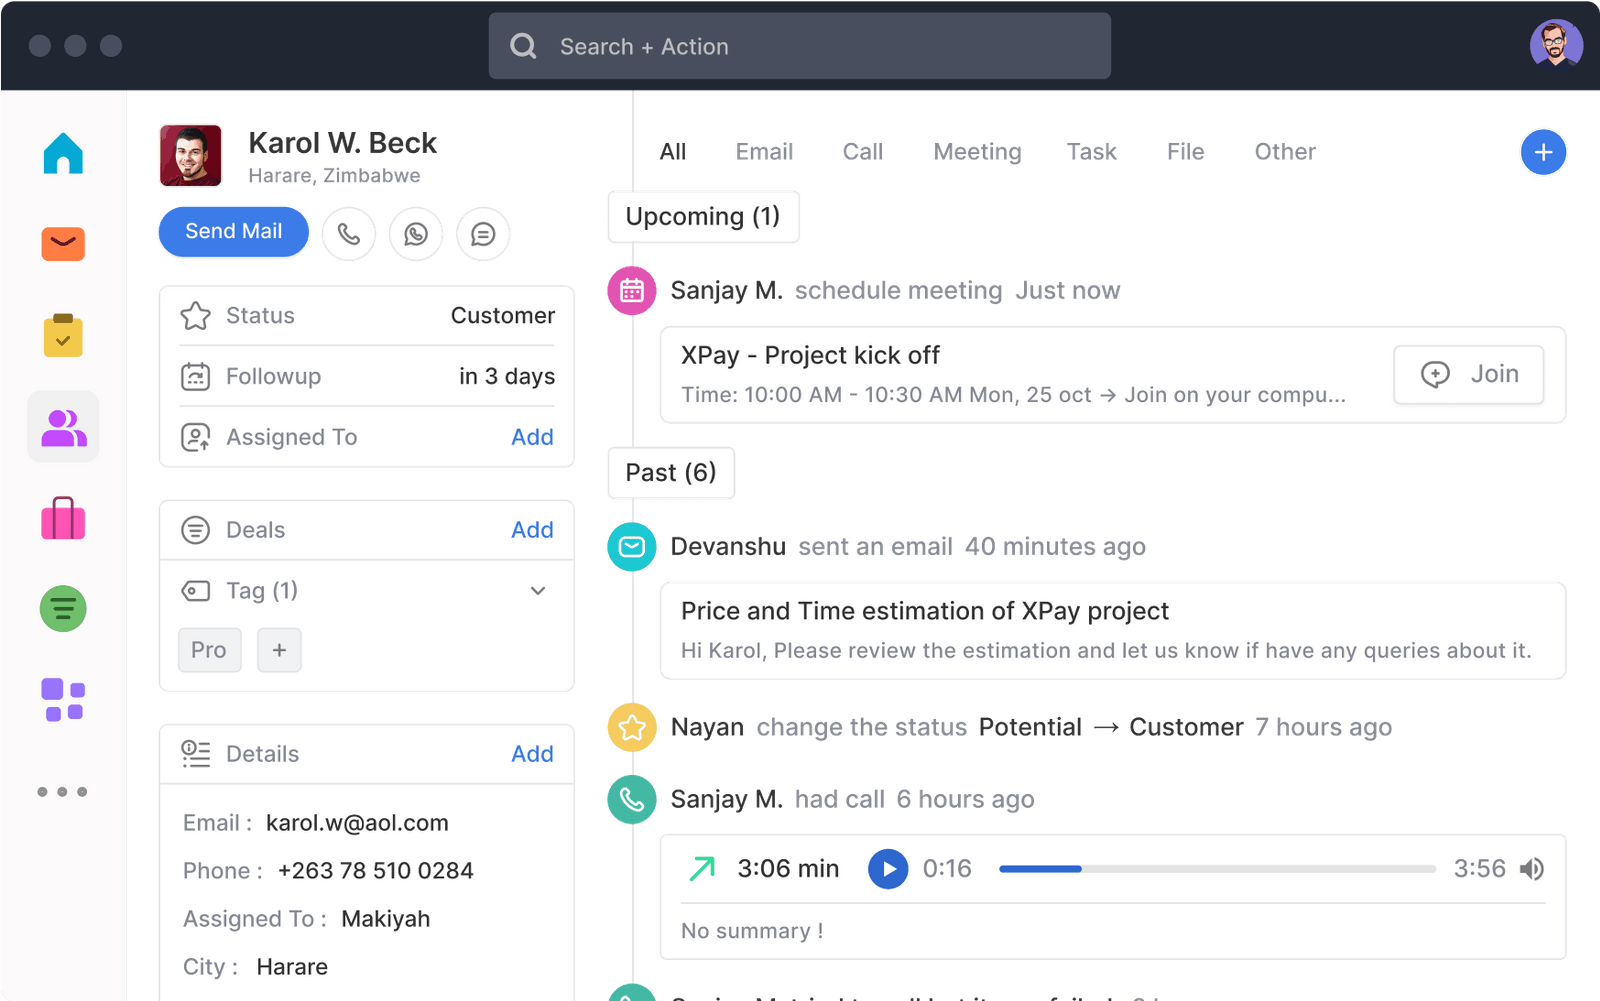 Search + Action
Karol W. Beck
Harare, Zimbabwe
Send Mail
Status Customer
Followup in 3 days
Assigned To Add
Deals Add
Tag (1)
Pro +
Details Add
Email : karol.w@aol.com
Phone : +263 78 510 0284
Assigned To : Makiyah
City : Harare
All Email Call Meeting Task File Other
Upcoming (1)
Sanjay M. schedule meeting Just now
XPay - Project kick off
Time: 10:00 AM - 10:30 AM Mon, 25 oct → Join on your compu...
Join
Past (6)
Devanshu sent an email 40 minutes ago
Price and Time estimation of XPay project
Hi Karol, Please review the estimation and let us know if have any queries about it.
Nayan change the status Potential → Customer 7 hours ago
Sanjay M. had call 6 hours ago
3:06 min 0:16 3:56
No summary !